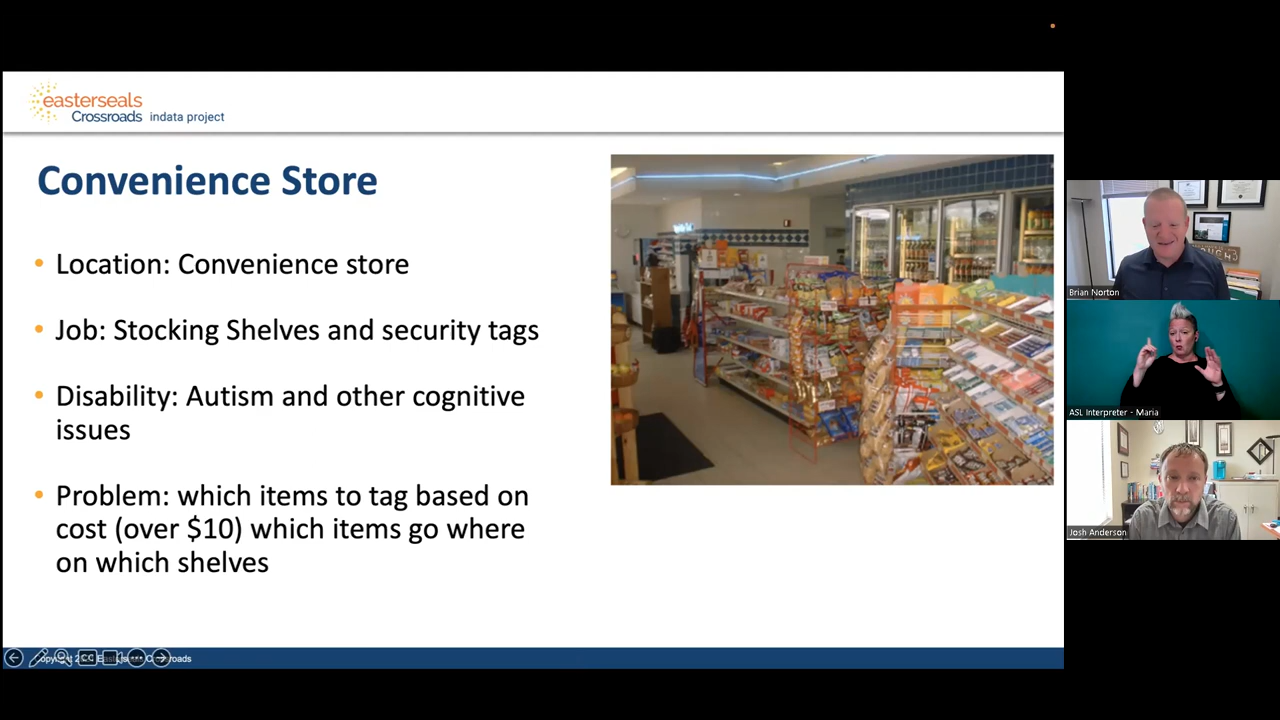 easterseals
Crossroads indata project
Convenience Store
• Location: Convenience store
• Job: Stocking Shelves and security tags
• Disability: Autism and other cognitive
issues
• Problem: which items to tag based on
cost (over $10) which items go where
on which shelves
Brian Norton
ASL Interpreter - Maria
Josh Anderson